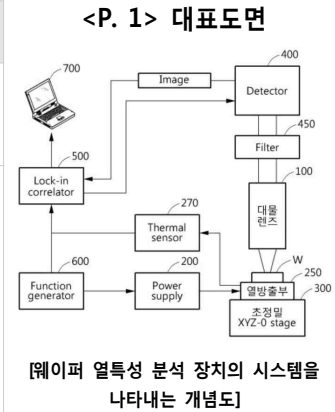 <P. 1> 대표도면
700
400
Image
Detector
450
500
Filter
100
Lock-in
correlator
270
대물
렌즈
Thermal
sensor
W
600
200
250
열방출부
300
Function
generator
Power
supply
초정밀
XYZ-0 stage
[웨이퍼 열특성 분석 장치의 시스템을
나타내는 개념도]